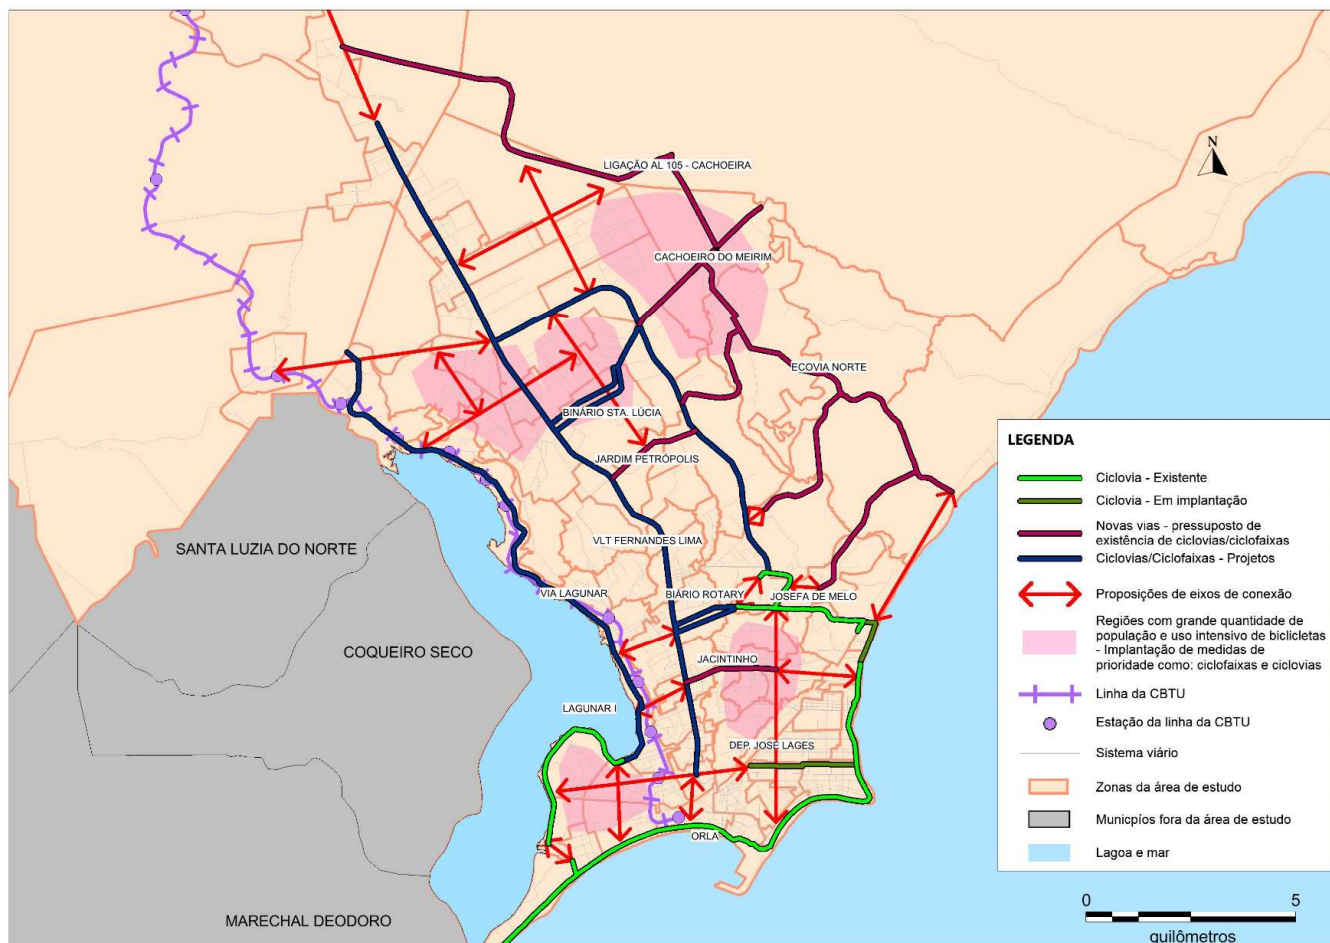 N
LIGAÇÃO AL 105 - CACHOEIRA
CACHOEIRO DO MEIRIM
ECOVIA NORTE
BINÁRIO STA. LÚCIA
JARDIM PETRÓPOLIS
VLT FERNANDES LIMA
SANTA LUZIA DO NORTE
VIA LAGUNAR
BIÁRIO ROTARY
JOSEFA DE MELO
COQUEIRO SECO
JACINTINHO
LAGUNAR I
DEP. JOSÉ LAGES
ORLA
MARECHAL DEODORO
LEGENDA
Ciclovia - Existente
Ciclovia - Em implantação
Novas vias - pressuposto de
existência de ciclovias/ciclofaixas
Ciclovias/Ciclofaixas - Projetos
Proposições de eixos de conexão
Regiões com grande quantidade de
população e uso intensivo de biciclietas
- Implantação de medidas de
prioridade como: ciclofaixas e ciclovias
Linha da CBTU
Estação da linha da CBTU
Sistema viário
Zonas da área de estudo
Municpíos fora da área de estudo
Lagoa e mar
0 5
quilômetros